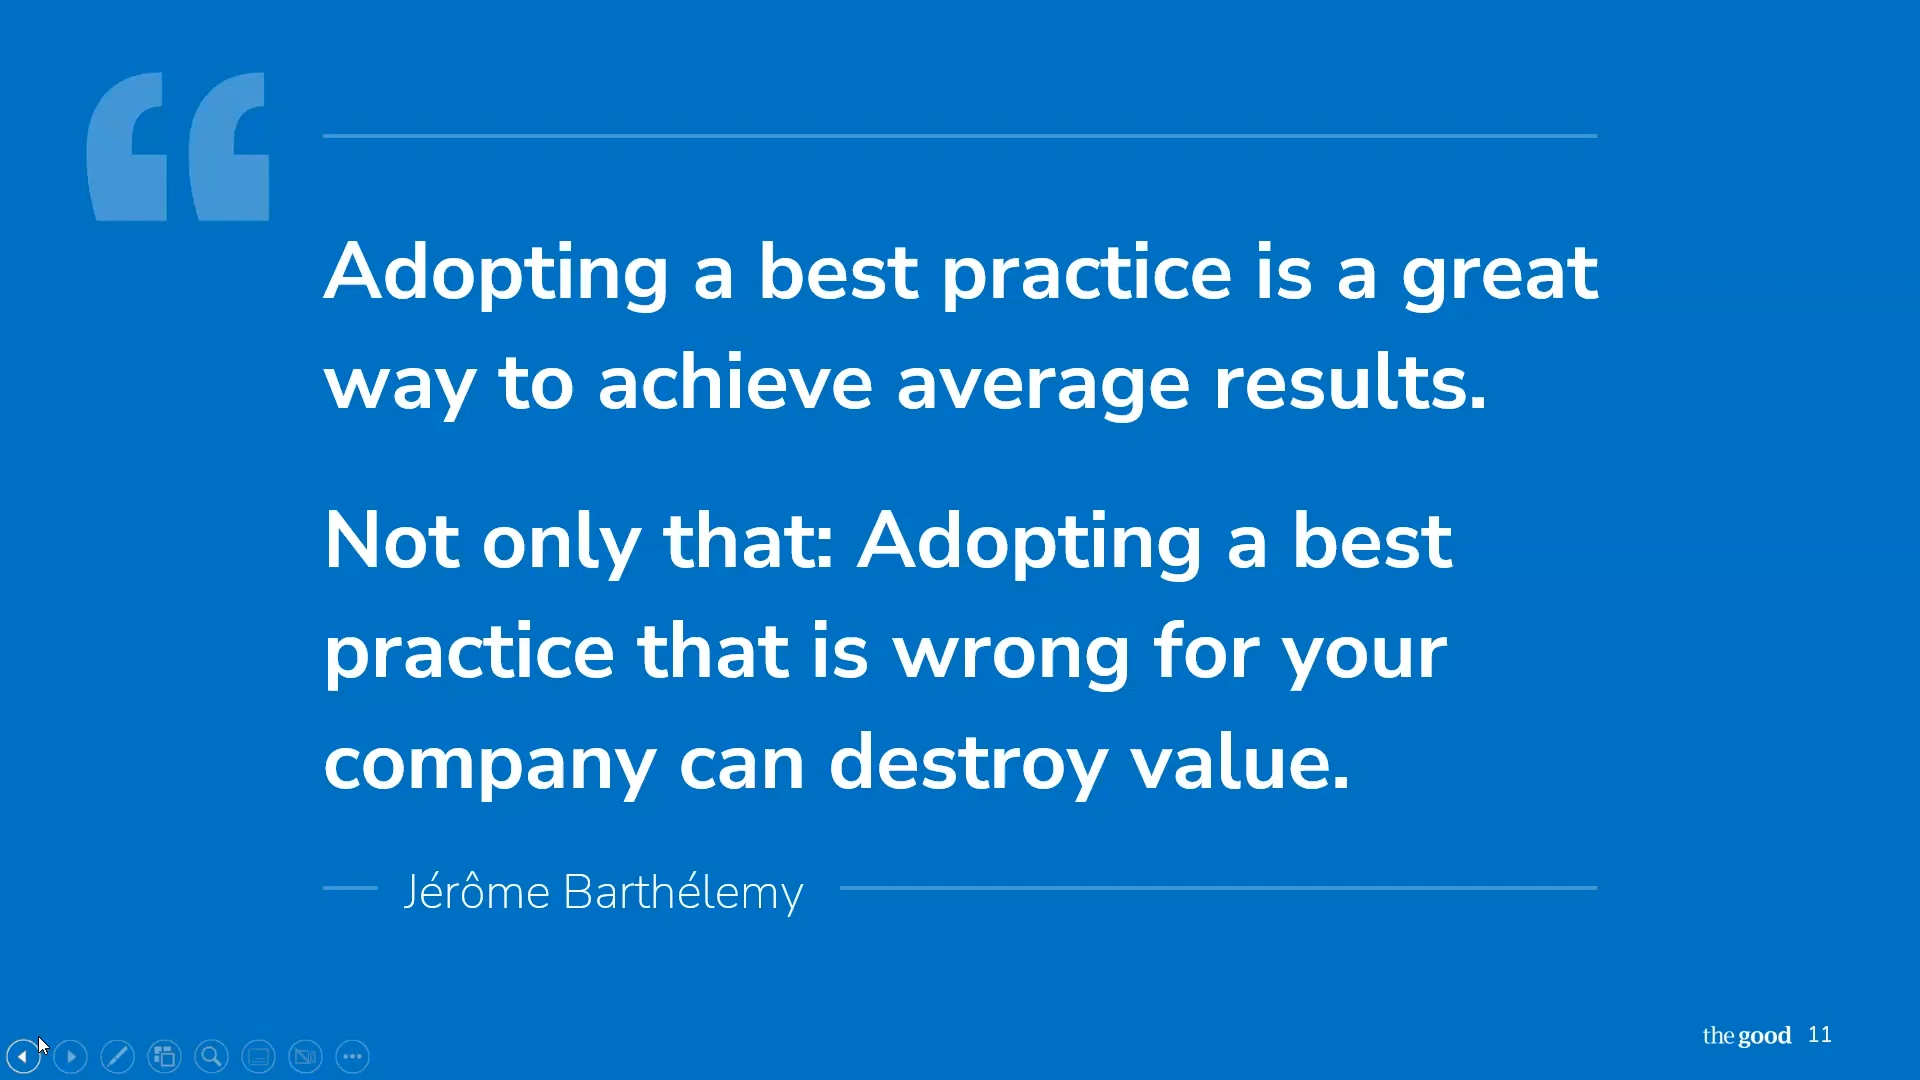 “
Adopting a best practice is a great
way to achieve average results.
Not only that: Adopting a best
practice that is wrong for your
company can destroy value.
Jérôme Barthélemy
the good 11